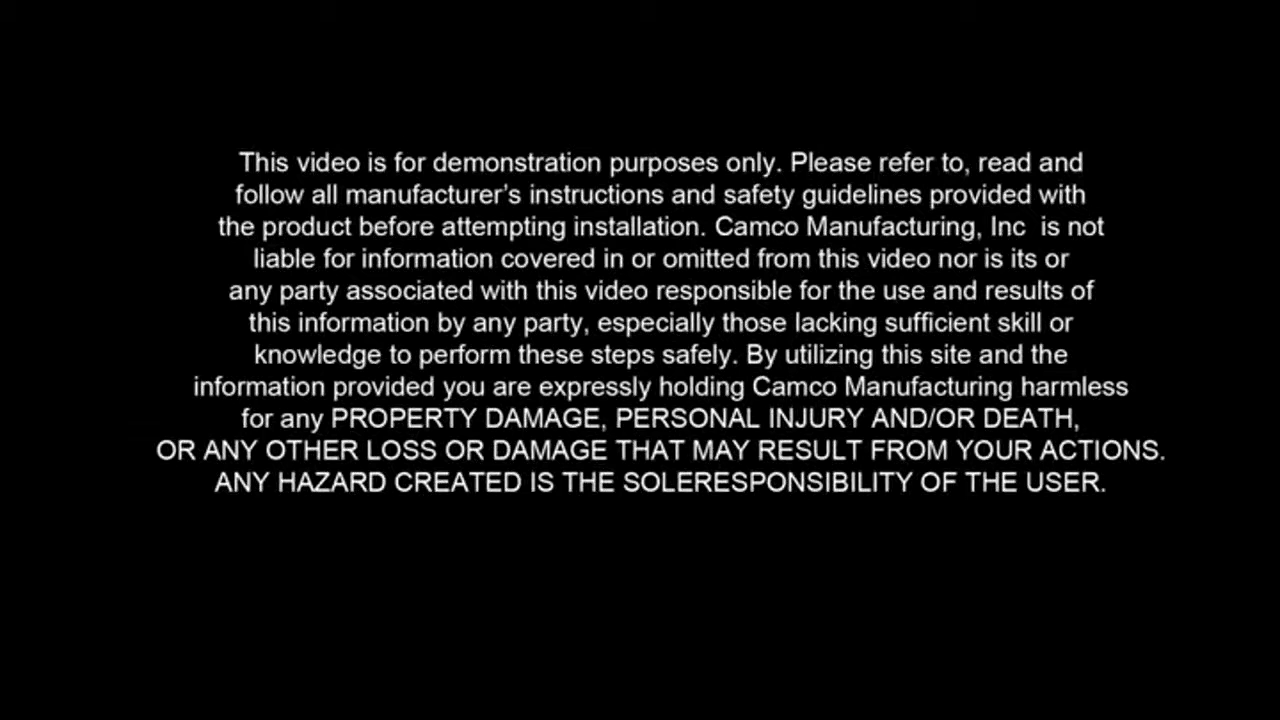 This video is for demonstration purposes only. Please refer to, read and
follow all manufacturer’s instructions and safety guidelines provided with
the product before attempting installation. Camco Manufacturing, Inc  is not
liable for information covered in or omitted from this video nor is its or
any party associated with this video responsible for the use and results of
this information by any party, especially those lacking sufficient skill or
knowledge to perform these steps safely. By utilizing this site and the
information provided you are expressly holding Camco Manufacturing harmless
for any PROPERTY DAMAGE, PERSONAL INJURY AND/OR DEATH,
OR ANY OTHER LOSS OR DAMAGE THAT MAY RESULT FROM YOUR ACTIONS.
ANY HAZARD CREATED IS THE SOLERESPONSIBILITY OF THE USER.